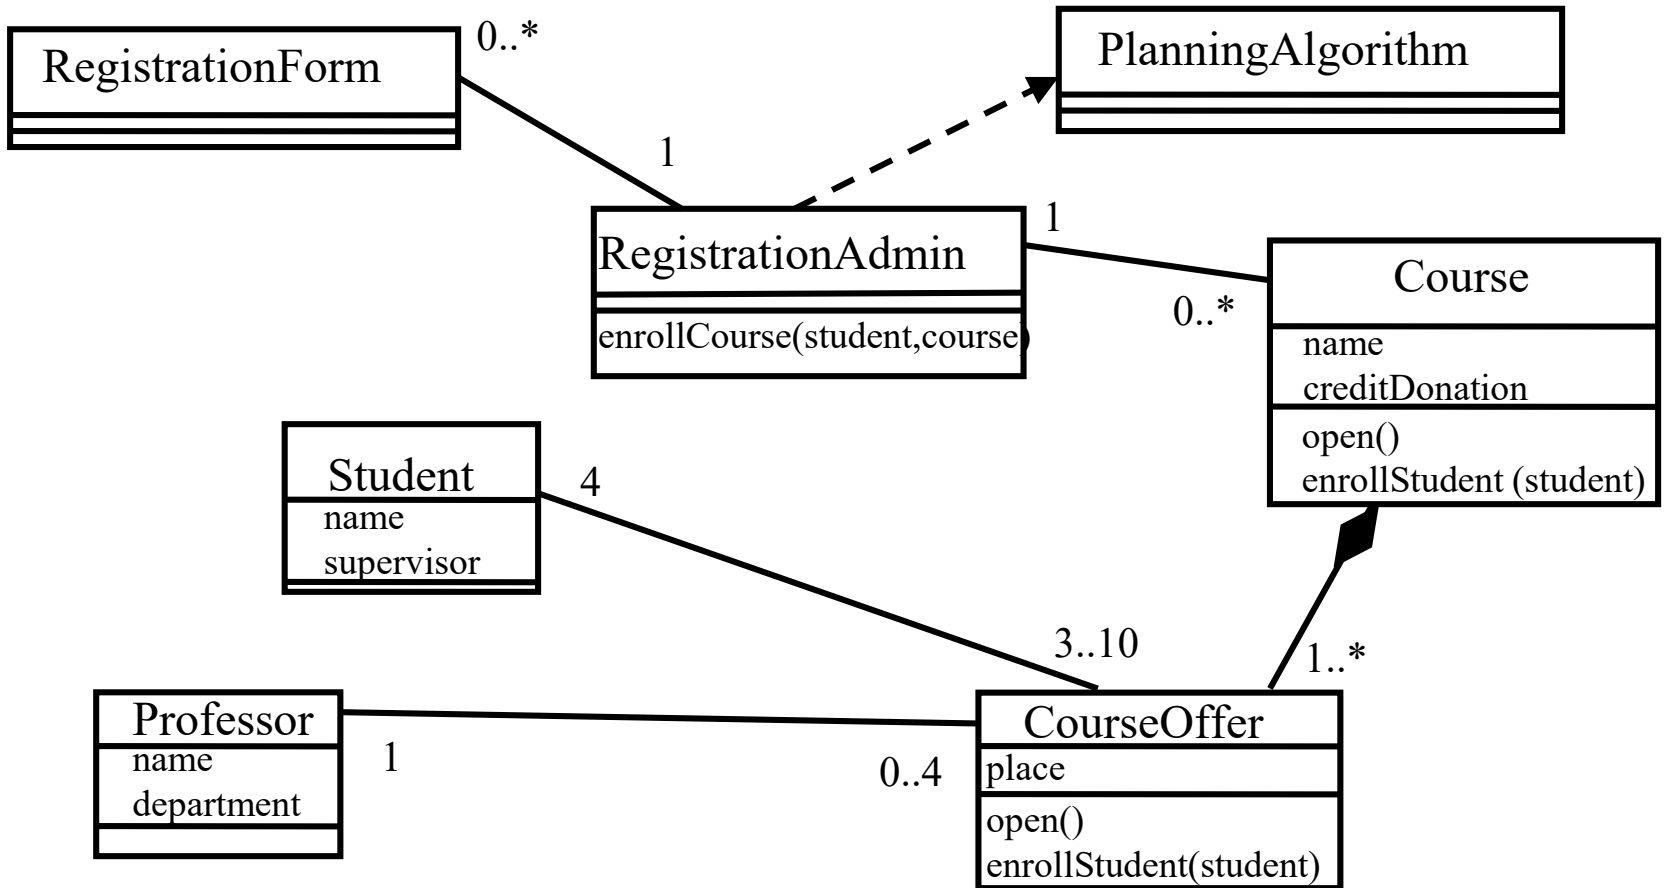 RegistrationForm
0..*
PlanningAlgorithm
1
RegistrationAdmin
enrollCourse(student,course)
1
0..*
Course
name
creditDonation
open()
enrollStudent (student)
Student
name
supervisor
4
3..10
1..*
Professor
name
department
1
0..4
CourseOffer
place
open()
enrollStudent(student)